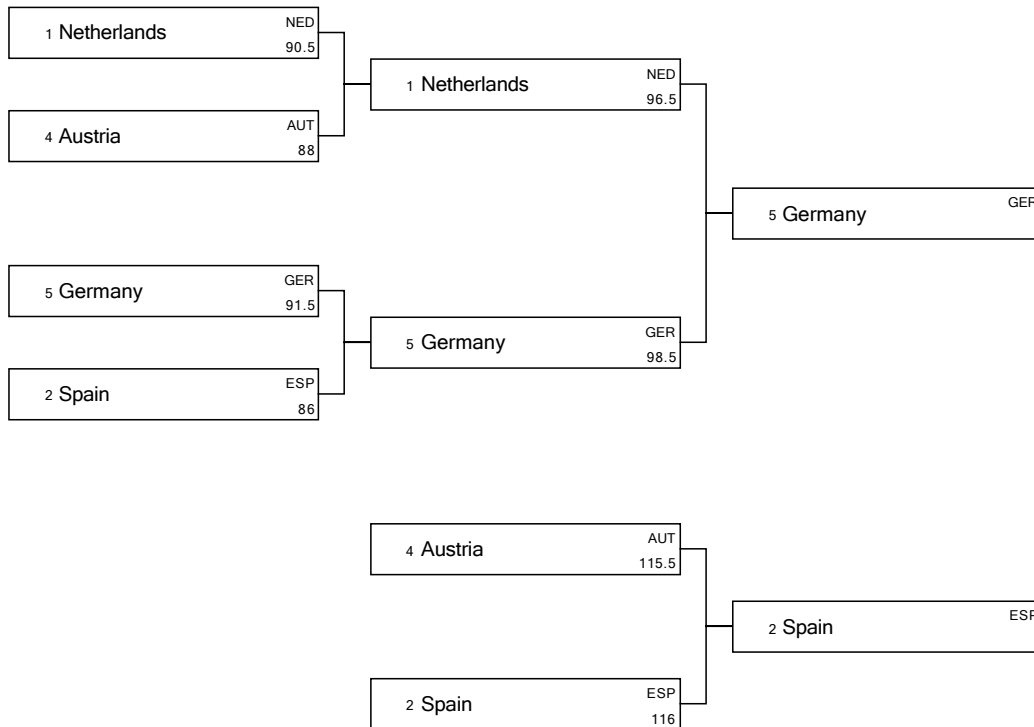 1 Netherlands NED
90.5
4 Austria AUT
88
1 Netherlands NED
96.5
5 Germany GER
91.5
2 Spain ESP
86
5 Germany GER
98.5
5 Germany GER
4 Austria AUT
115.5
2 Spain ESP
116
2 Spain ESP